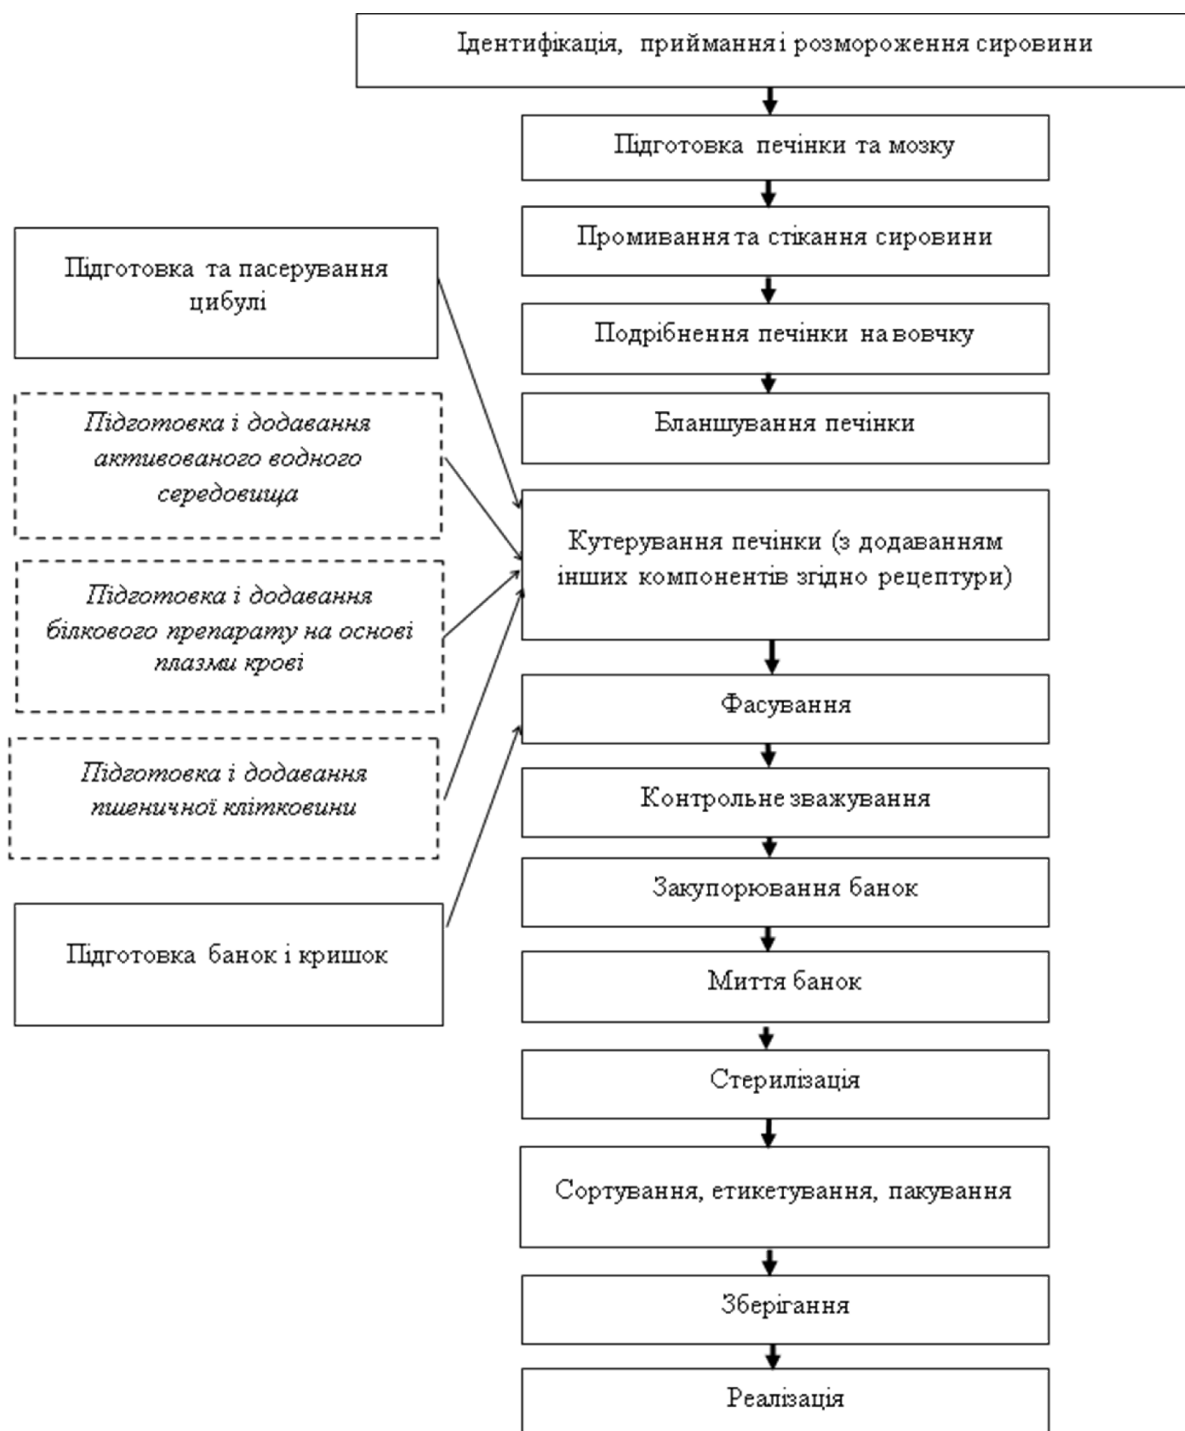 Ідентифікація, приймання і розмороження сировини
Підготовка печінки та мозку
Промивання та стікання сировини
Подрібнення печінки на вовчку
Бланшування печінки
Підготовка та пасерування
цибулі
Підготовка і додавання
активованого водного
середовища
Підготовка і додавання
білкового препарату на основі
плазми крові
Підготовка і додавання
пшеничної клітковини
Кутерування печінки (з додаванням
інших компонентів згідно рецептури)
Підготовка банок і кришок
Фасування
Контрольне зважування
Закупорювання банок
Миття банок
Стерилізація
Сортування, етикетування, пакування
Зберігання
Реалізація